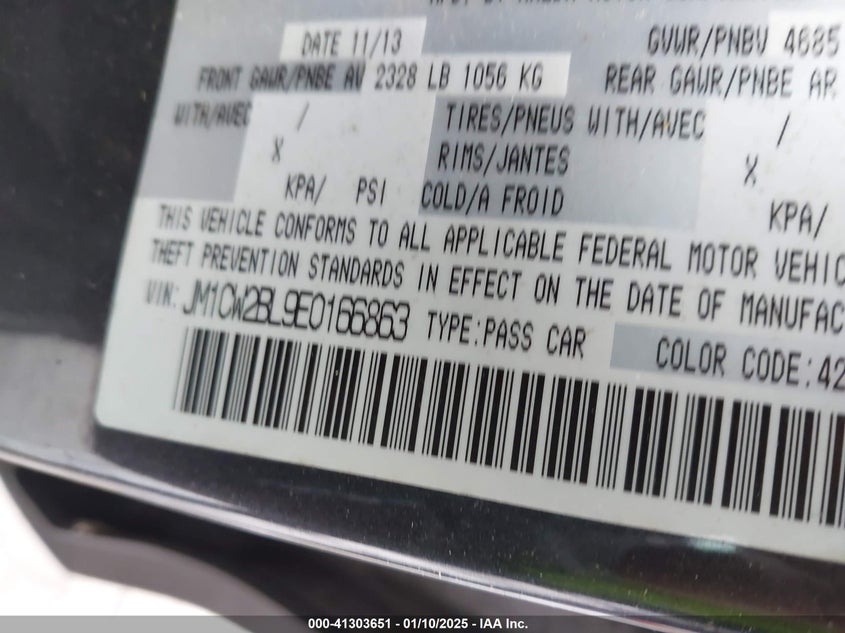 DATE 11/13 GVWR/PNBV 4685
FRONT GAWR/PNBE AV 2328 LB 1056 KG REAR GAWR/PNBE AR
WITH/AVEC / TIRES/PNEUS WITH/AVEC /
X RIMS/JANTES X
KPA/ PSI COLD/A FROID KPA/
THIS VEHICLE CONFORMS TO ALL APPLICABLE FEDERAL MOTOR VEHIC
THEFT PREVENTION STANDARDS IN EFFECT ON THE DATE OF MANUFAC
VIN: JM1CW2BL9E0166863 TYPE:PASS CAR COLOR CODE:42
000-41303651 - 01/10/2025 - IAA Inc.